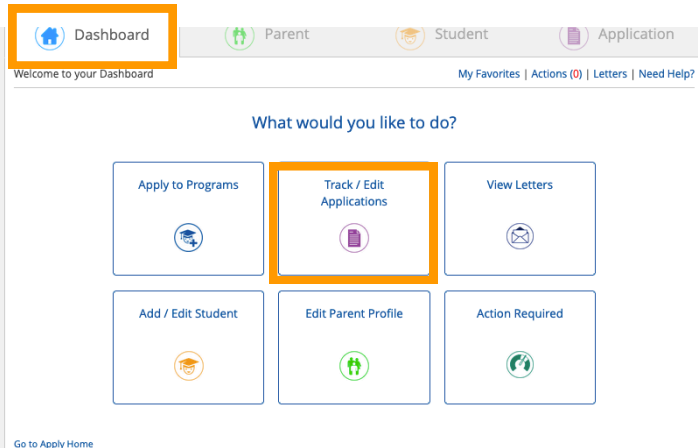 Dashboard Parent Student Application
Welcome to your Dashboard My Favorites | Actions (0) | Letters | Need Help?
What would you like to do?
Apply to Programs
Track / Edit
Applications
View Letters
Add / Edit Student
Edit Parent Profile
Action Required
Go to Apply Home